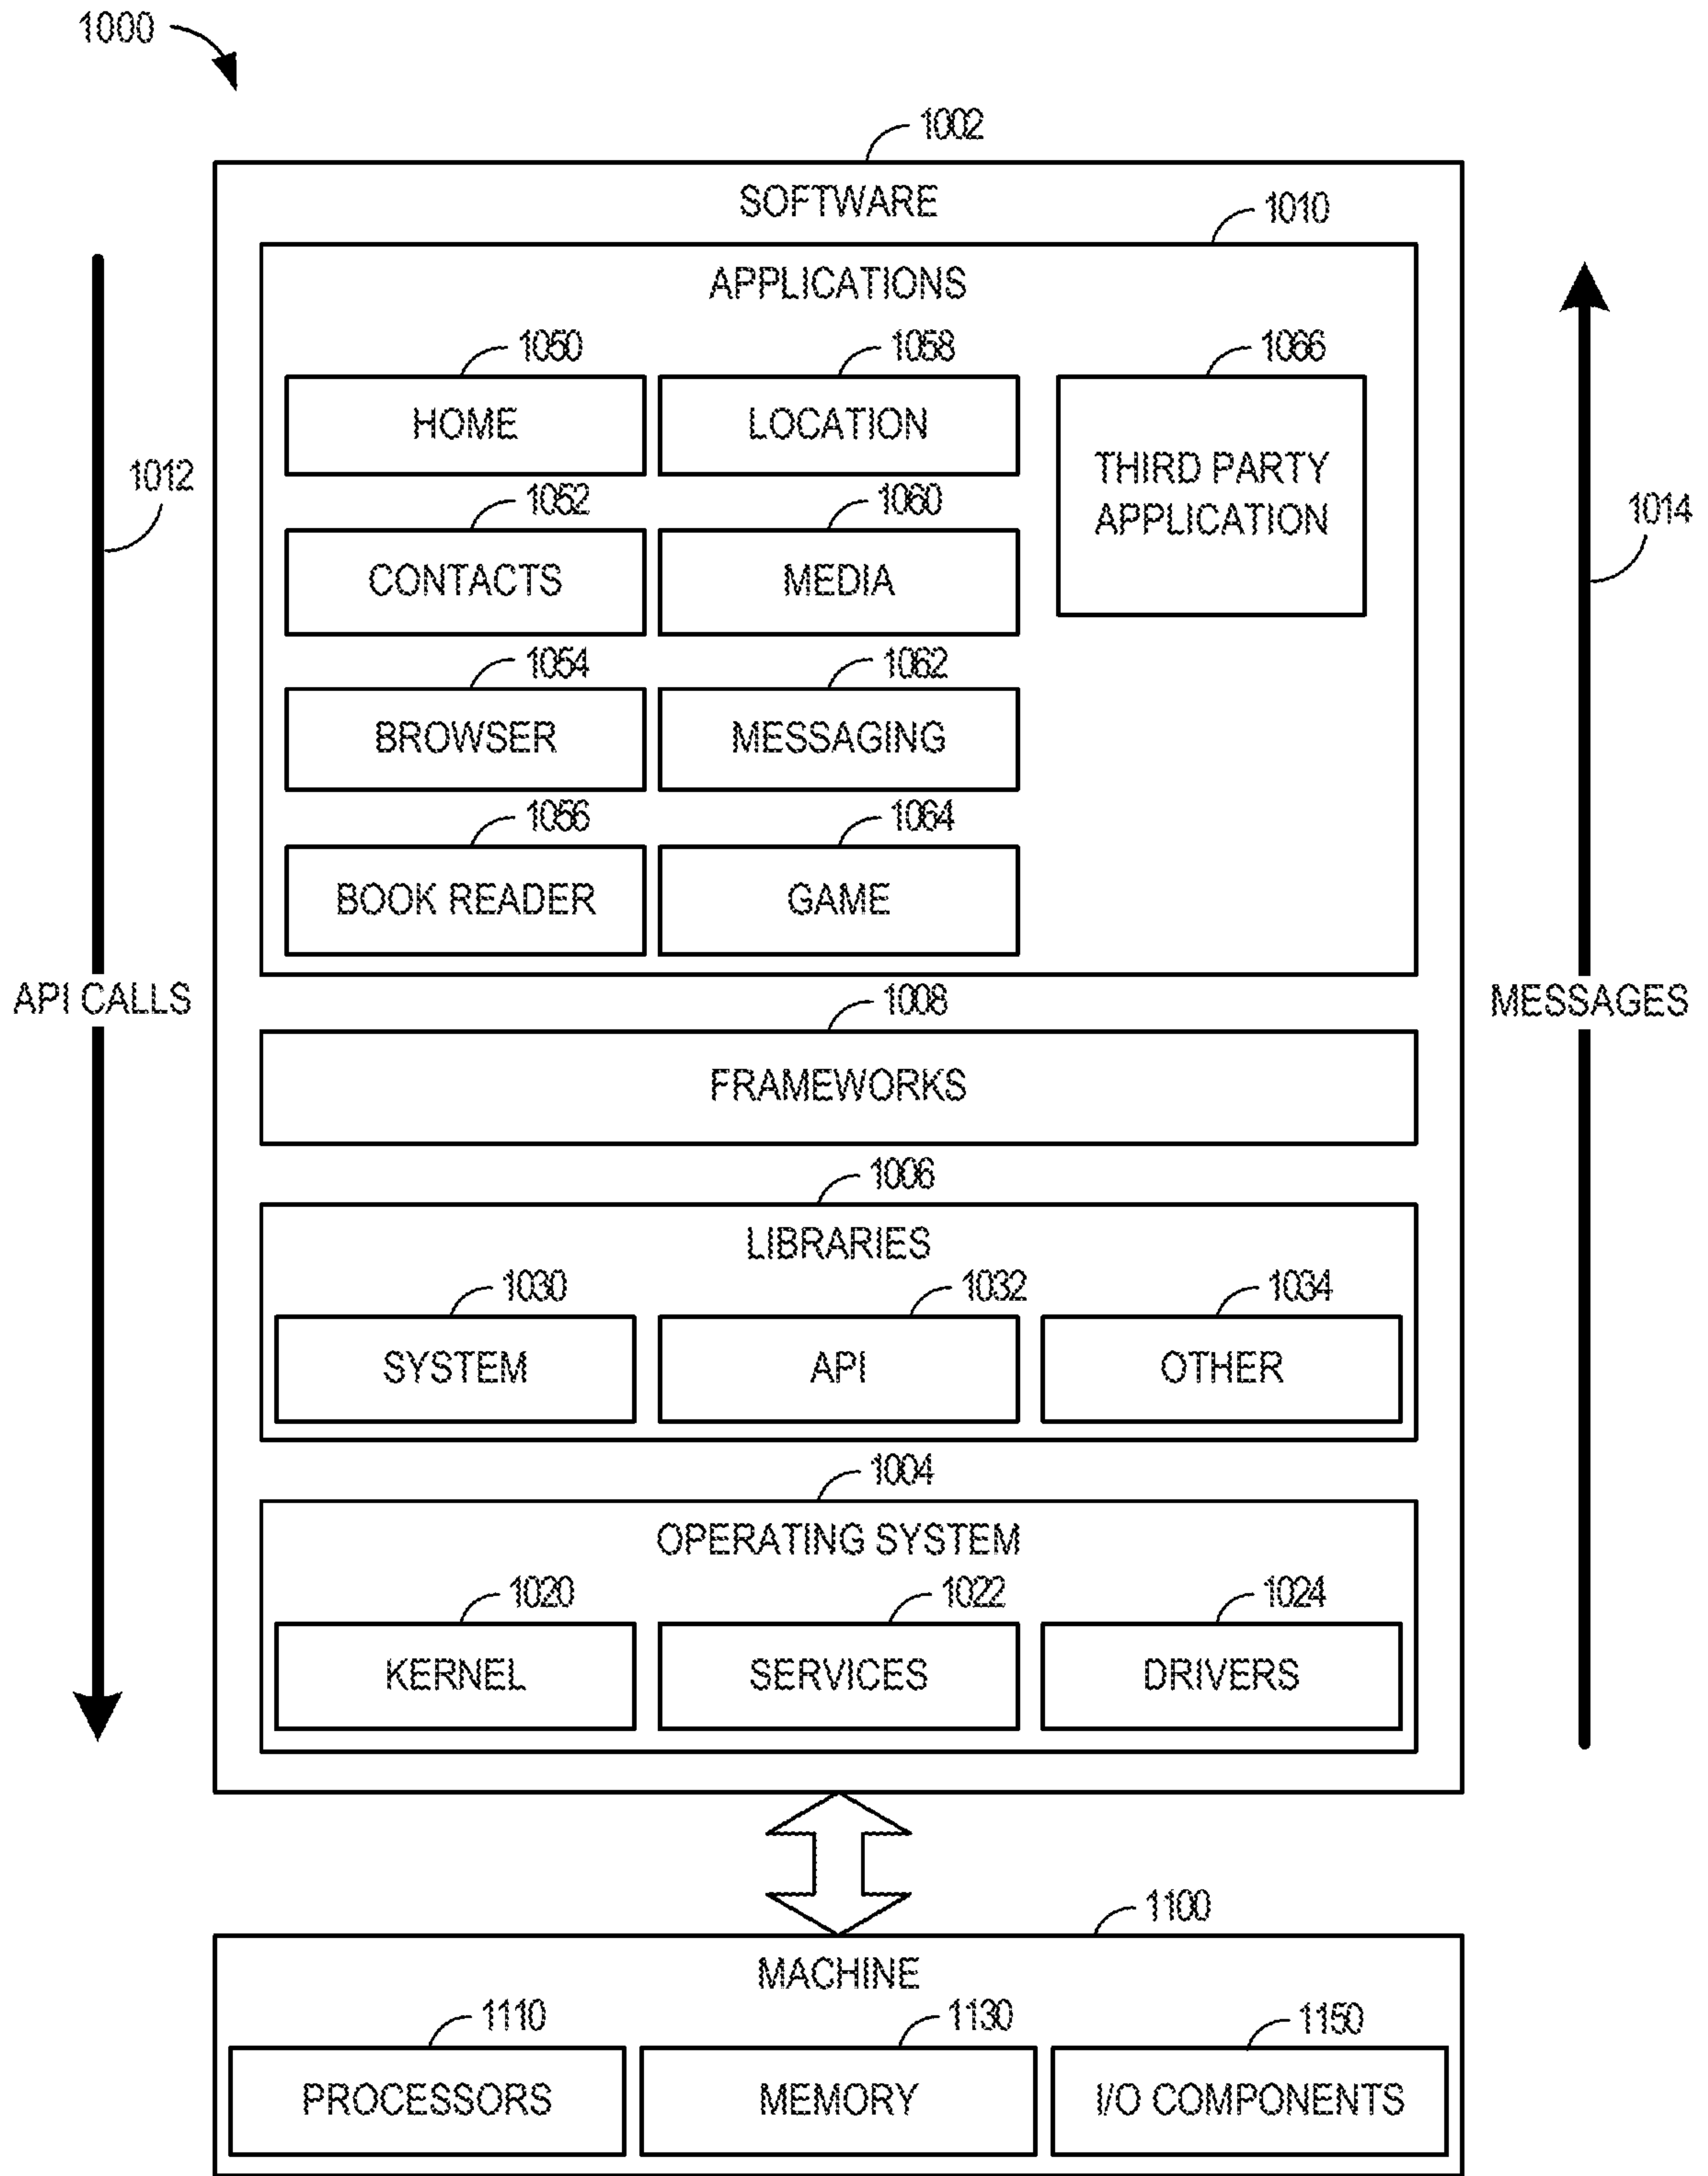 1000
1002
SOFTWARE
1010
APPLICATIONS
1050
1058
1066
HOME
LOCATION
THIRD PARTY
APPLICATION
1012
1052
1060
1014
CONTACTS
MEDIA
1054
1062
BROWSER
MESSAGING
1056
1064
BOOK READER
GAME
API CALLS
1008
MESSAGES
FRAMEWORKS
1006
LIBRARIES
1030
1032
1034
SYSTEM
API
OTHER
1004
OPERATING SYSTEM
1020
1022
1024
KERNEL
SERVICES
DRIVERS
1100
MACHINE
1110
1130
1150
PROCESSORS
MEMORY
I/O COMPONENTS